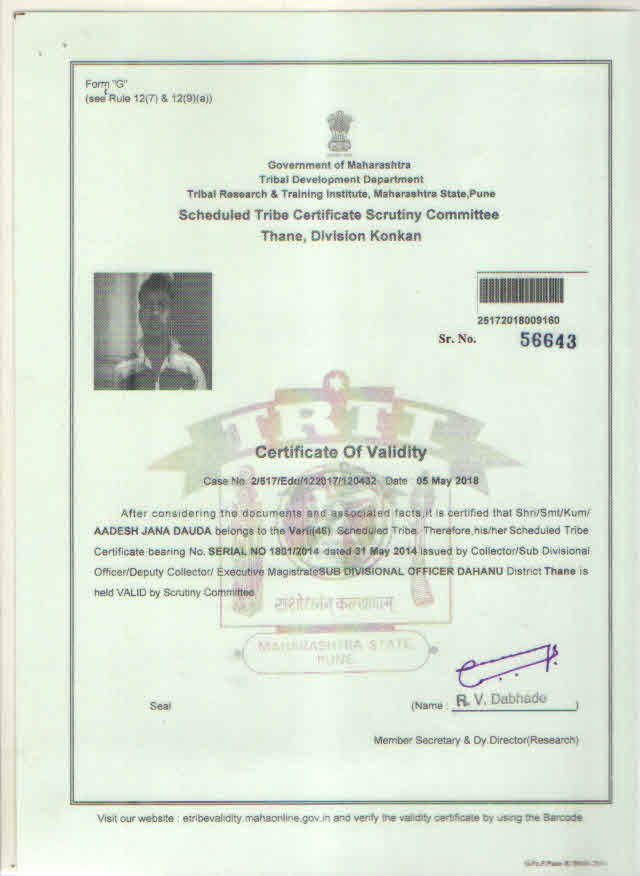 Form "G"
(see Rule 12(7) & 12(9)(a))
Government of Maharashtra
Tribal Development Department
Tribal Research & Training Institute, Maharashtra State,Pune
Scheduled Tribe Certificate Scrutiny Committee
Thane, Division Konkan
25172018009160
Sr. No. 56643
TRTI
Certificate Of Validity
Case No. 2/517/Edu/122017/120432 Date 05 May 2018
After considering the documents and associated facts,it is certified that Shri/Smt/Kum/
AADESH JANA DAUDA belongs to the Varli(46) Scheduled Tribe. Therefore,his/her Scheduled Tribe
Certificate bearing No. SERIAL NO 1801/2014 dated 31 May 2014 issued by Collector/Sub Divisional
Officer/Deputy Collector/ Executive MagistrateSUB DIVISIONAL OFFICER DAHANU District Thane is
held VALID by Scrutiny Committee.
MAHARASHTRA STATE,
PUNE
Seal
(Name : R. V. Dabhade )
Member Secretary & Dy.Director(Research)
Visit our website : etribevalidity.mahaonline.gov.in and verify the validity certificate by using the Barcode